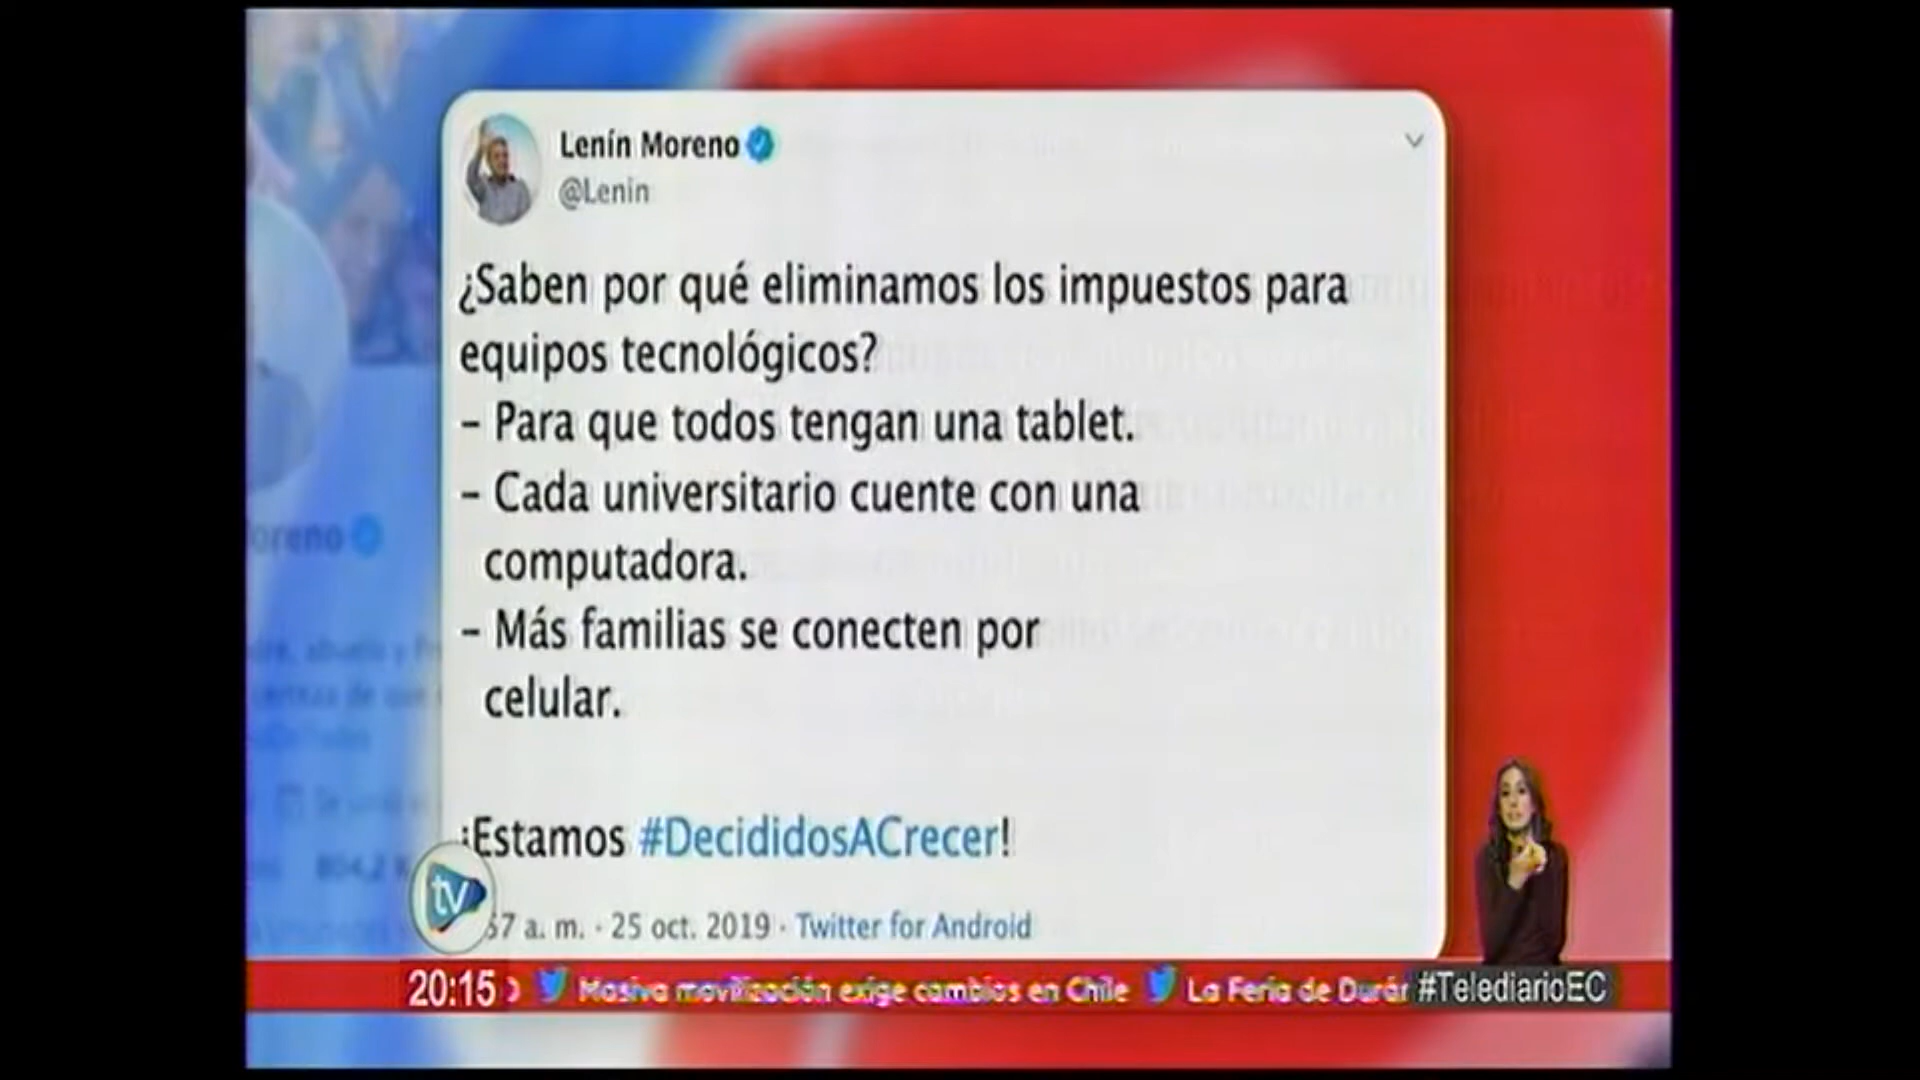 Lenín Moreno
@Lenin
¿Saben por qué eliminamos los impuestos para
equipos tecnológicos?
– Para que todos tengan una tablet.
– Cada universitario cuente con una
computadora.
– Más familias se conecten por
celular.
¡Estamos #DecididosACrecer!
57 a. m. · 25 oct. 2019 · Twitter for Android
oreno
tv
20:15 Masiva movilización exige cambios en Chile La Feria de Durán #TelediarioEC